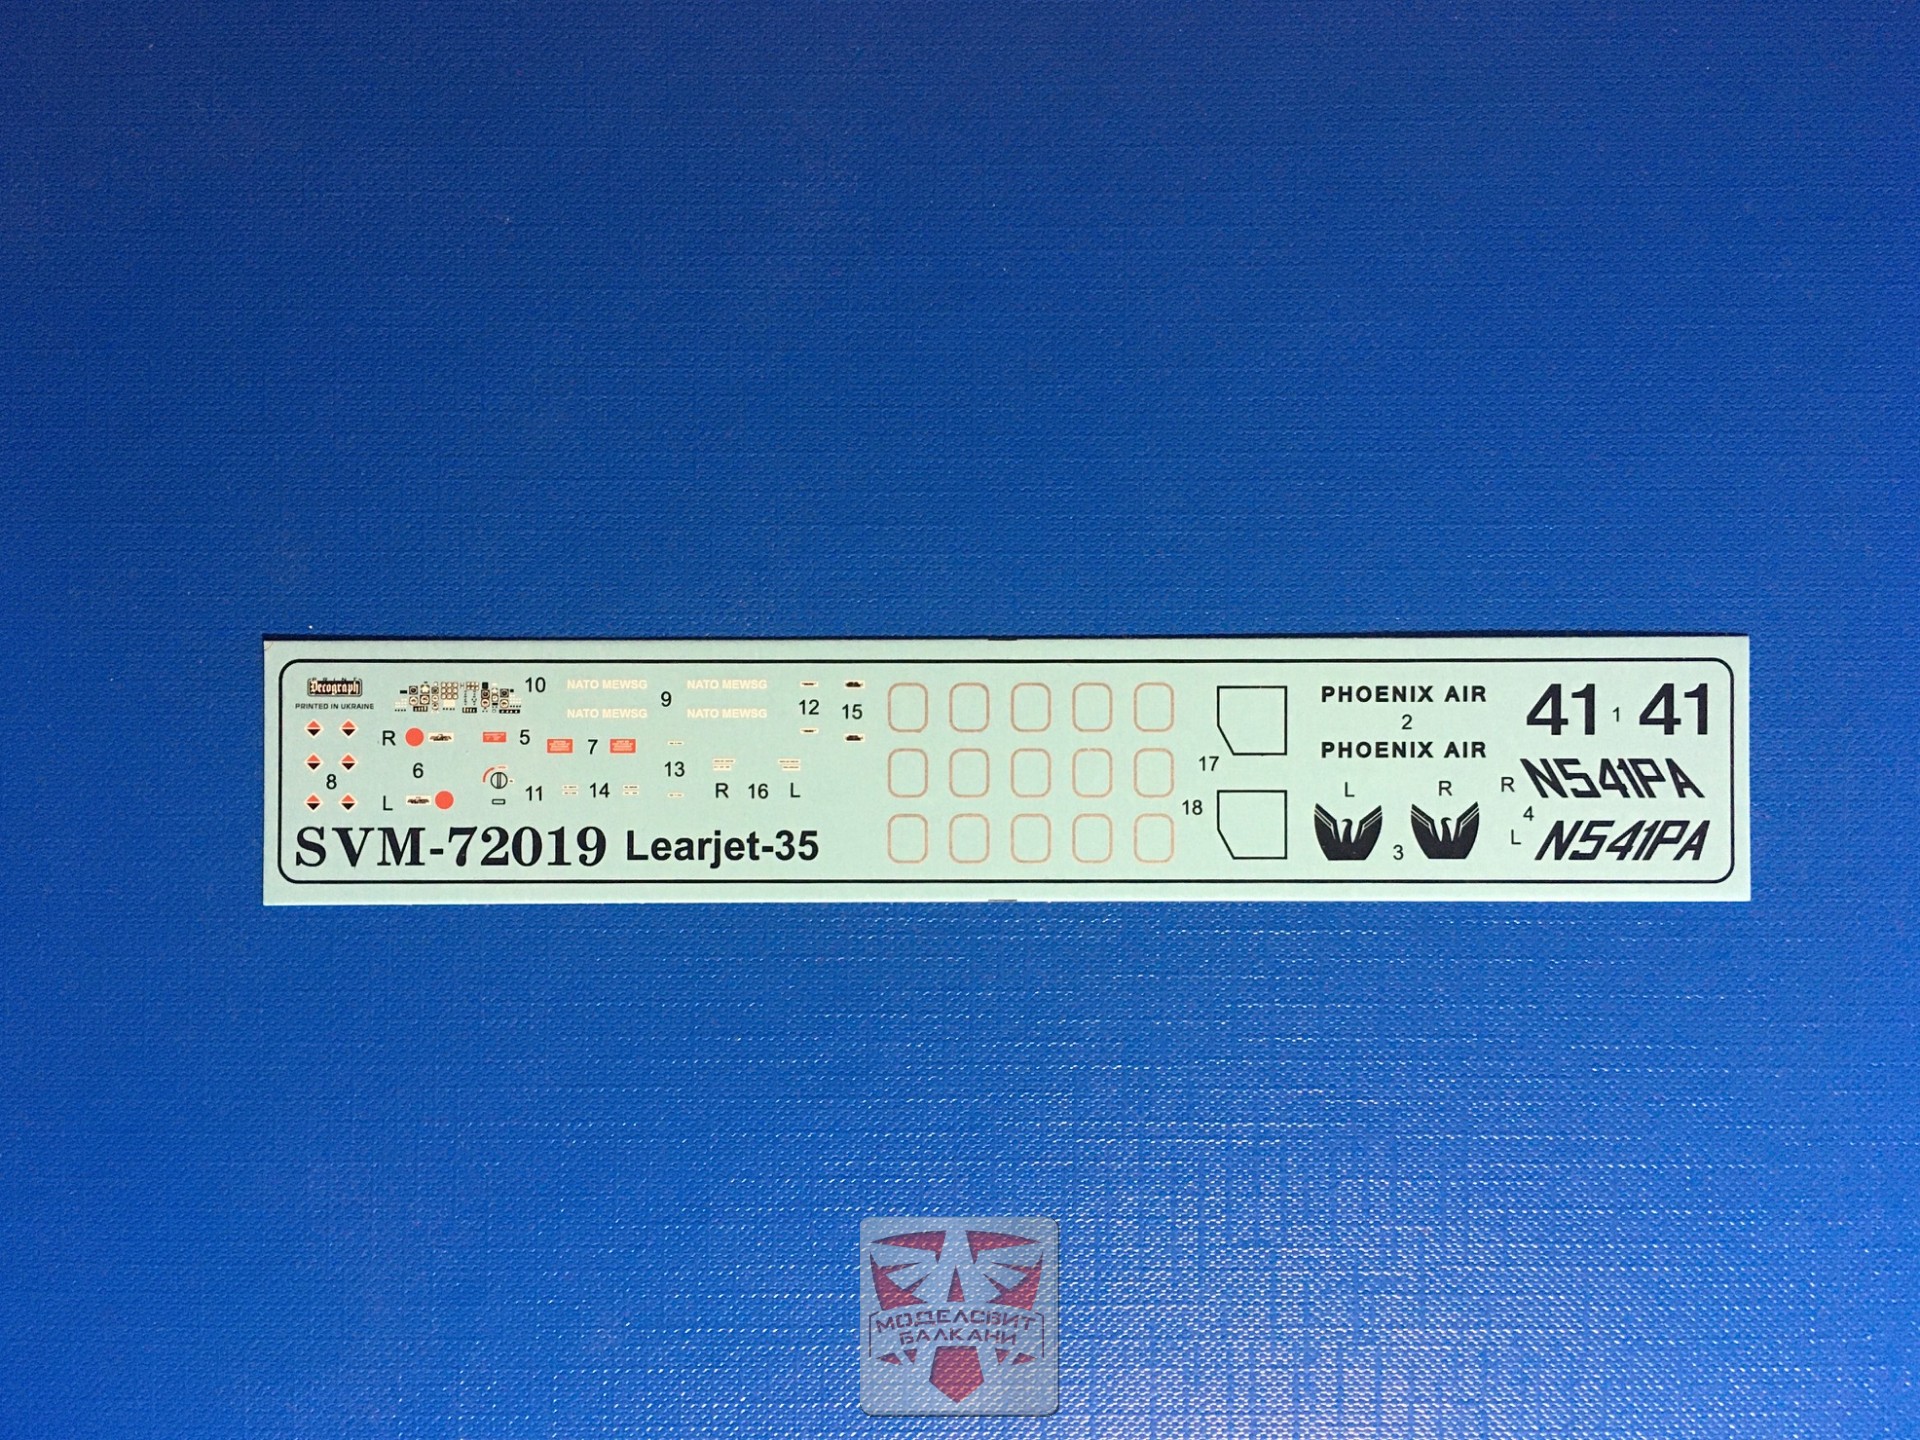 Decograph
PRINTED IN UKRAINE
10
NATO MEWSG
NATO MEWSG
9
NATO MEWSG
NATO MEWSG
12
15
R
5
7
6
8
L
11
14
13
R 16 L
SVM-72019 Learjet-35
17
18
PHOENIX AIR
2
PHOENIX AIR
L R
3
41 1 41
R N541PA
4
L N541PA
МОДЕЛСВИТ
БАЛКАНИ